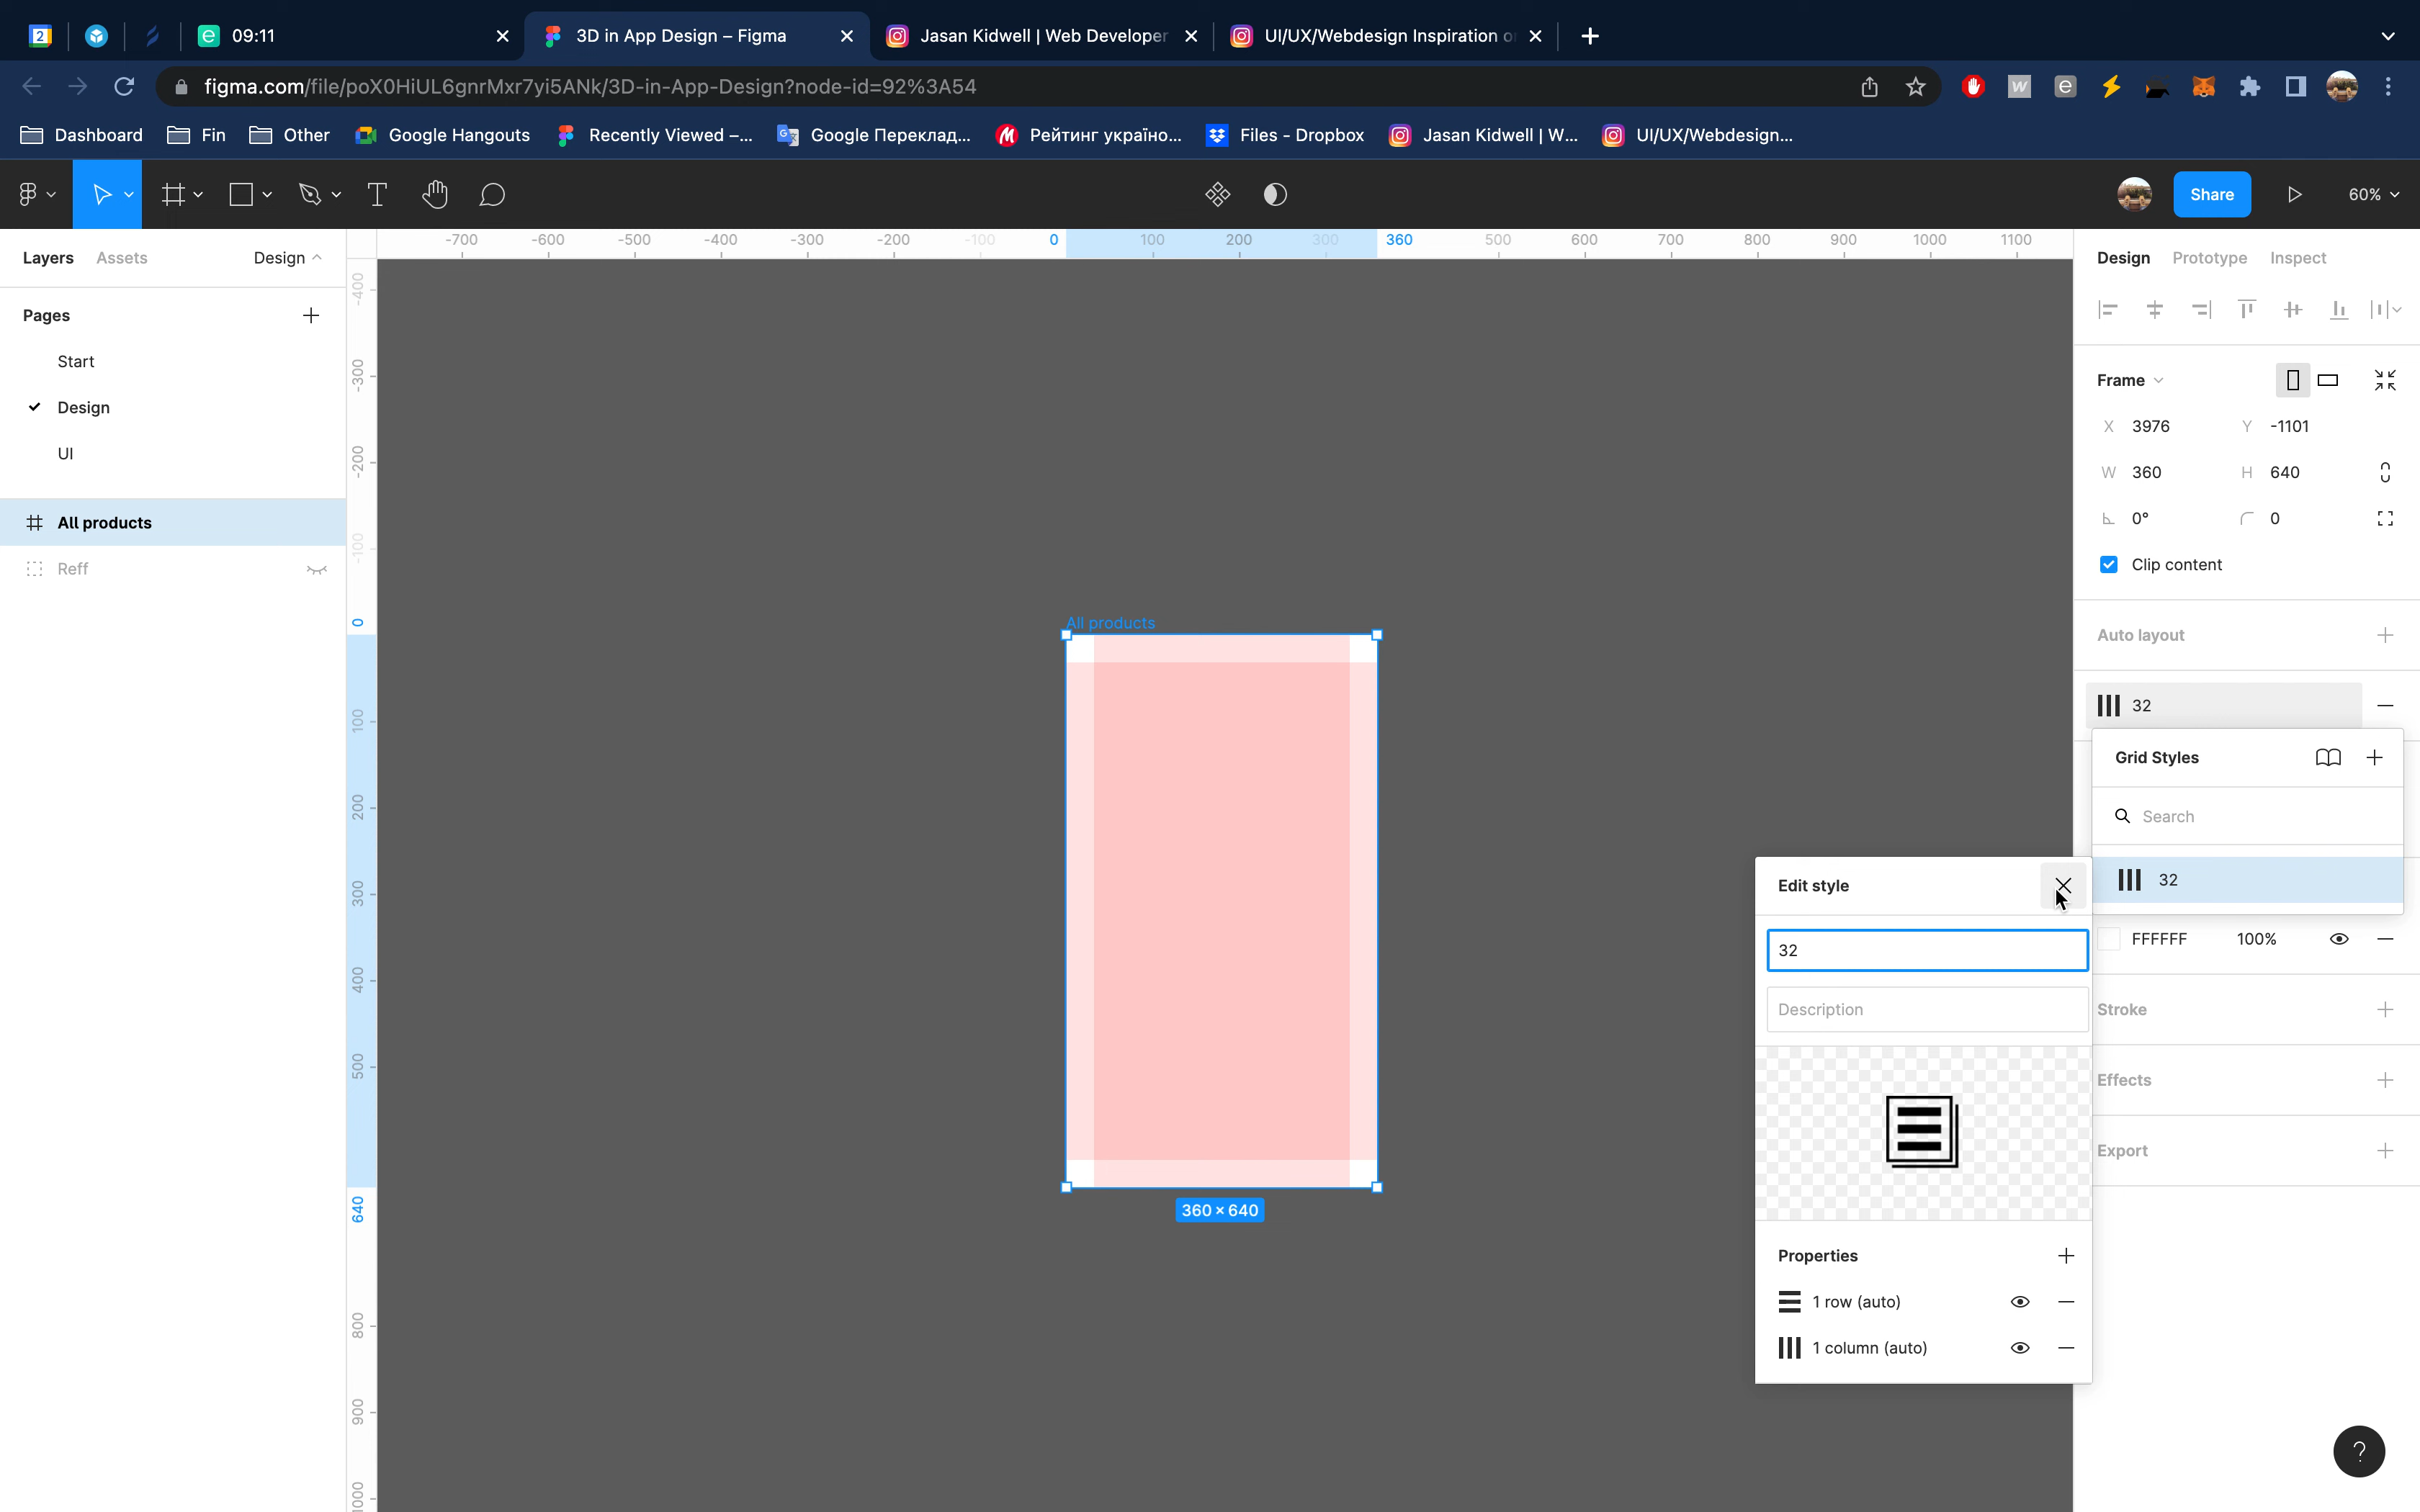 2 09:11 3D in App Design – Figma Jasan Kidwell | Web Developer UI/UX/Webdesign Inspiration o
figma.com/file/poX0HiUL6gnrMxr7yi5ANk/3D-in-App-Design?node-id=92%3A54
Dashboard Fin Other Google Hangouts Recently Viewed –... Google Переклад... Рейтинг україно... Files - Dropbox Jasan Kidwell | W... UI/UX/Webdesign...
Share 60%
Layers Assets Design
Pages
Start
Design
UI
All products
Reff
-700 -600 -500 -400 -300 -200 -100 0 100 200 300 360 500 600 700 800 900 1000 1100
-400
-300
-200
-100
0
100
200
300
400
500
640
800
900
1000
All products
360 × 640
Design Prototype Inspect
Frame
X 3976 Y -1101
W 360 H 640
0° 0
Clip content
Auto layout
32
Grid Styles
Search
32
FFFFFF 100%
Stroke
Effects
Export
Edit style
32
Description
Properties
1 row (auto)
1 column (auto)
?